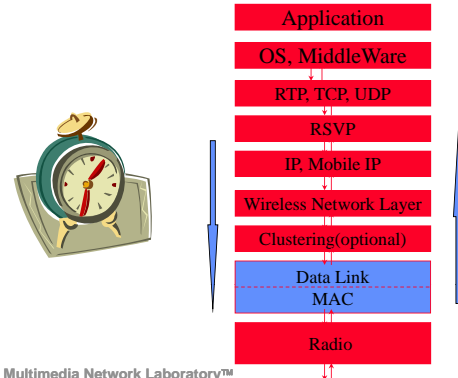 Application
OS, MiddleWare
RTP, TCP, UDP
RSVP
IP, Mobile IP
Wireless Network Layer
Clustering(optional)
Data Link
MAC
Radio
Multimedia Network Laboratory™